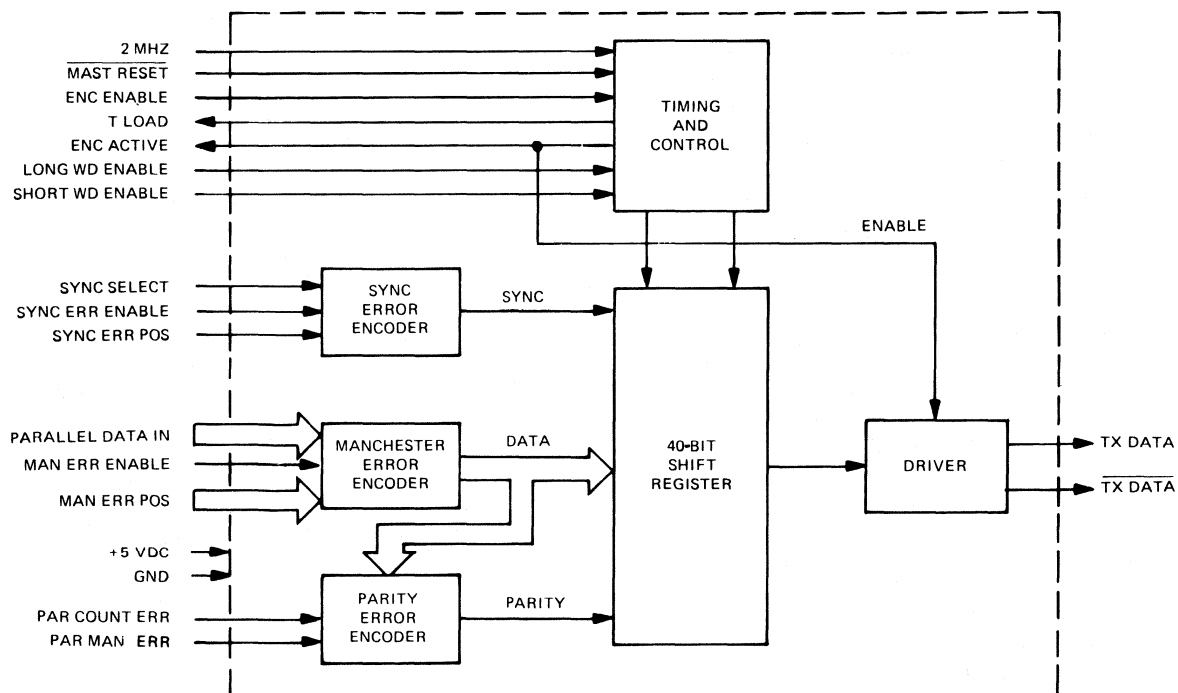 2 MHZ
MAST RESET
ENC ENABLE
T LOAD
ENC ACTIVE
LONG WD ENABLE
SHORT WD ENABLE
TIMING
AND
CONTROL
ENABLE
SYNC SELECT
SYNC ERR ENABLE
SYNC ERR POS
SYNC
ERROR
ENCODER
SYNC
PARALLEL DATA IN
MAN ERR ENABLE
MAN ERR POS
MANCHESTER
ERROR
ENCODER
DATA
40-BIT
SHIFT
REGISTER
DRIVER
TX DATA
TX DATA
+5 VDC
GND
PAR COUNT ERR
PAR MAN ERR
PARITY
ERROR
ENCODER
PARITY